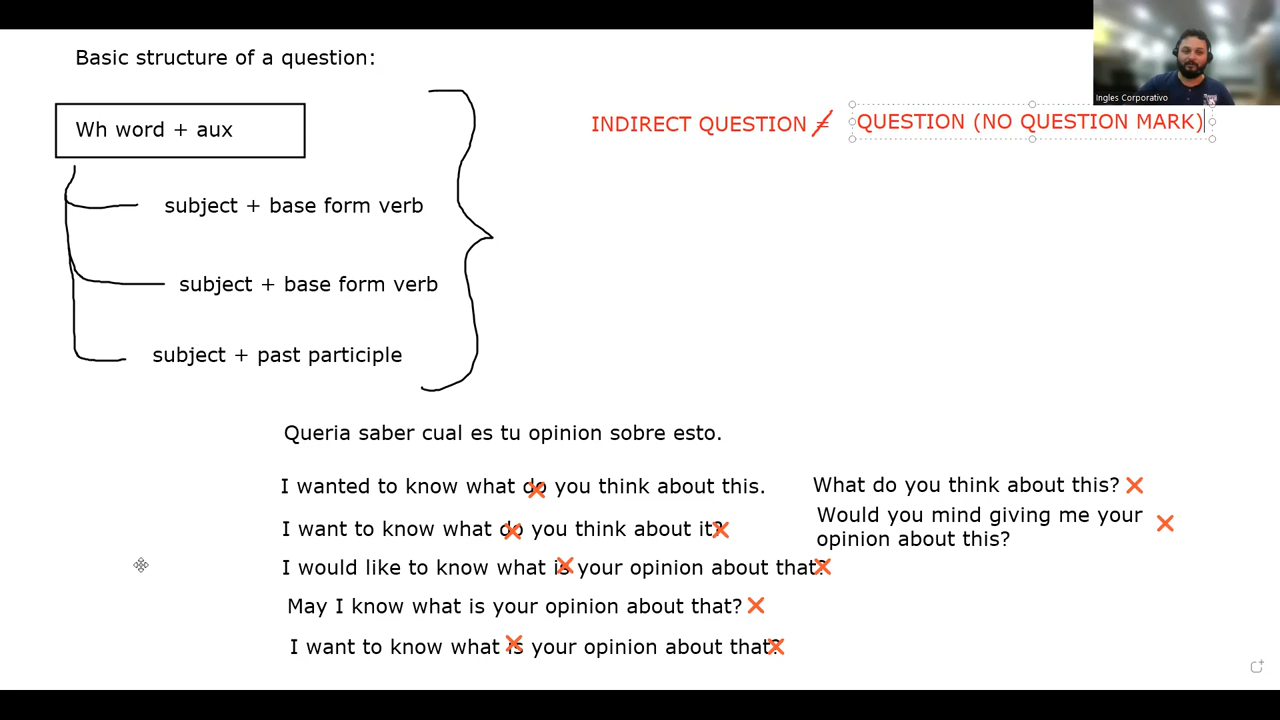 Basic structure of a question:
Wh word + aux
INDIRECT QUESTION ≠ QUESTION (NO QUESTION MARK)
Ingles Corporativo
subject + base form verb
subject + base form verb
subject + past participle
Queria saber cual es tu opinion sobre esto.
I wanted to know what do you think about this.
What do you think about this?
Would you mind giving me your
opinion about this?
I want to know what do you think about it?
I would like to know what is your opinion about that?
May I know what is your opinion about that?
I want to know what is your opinion about that?